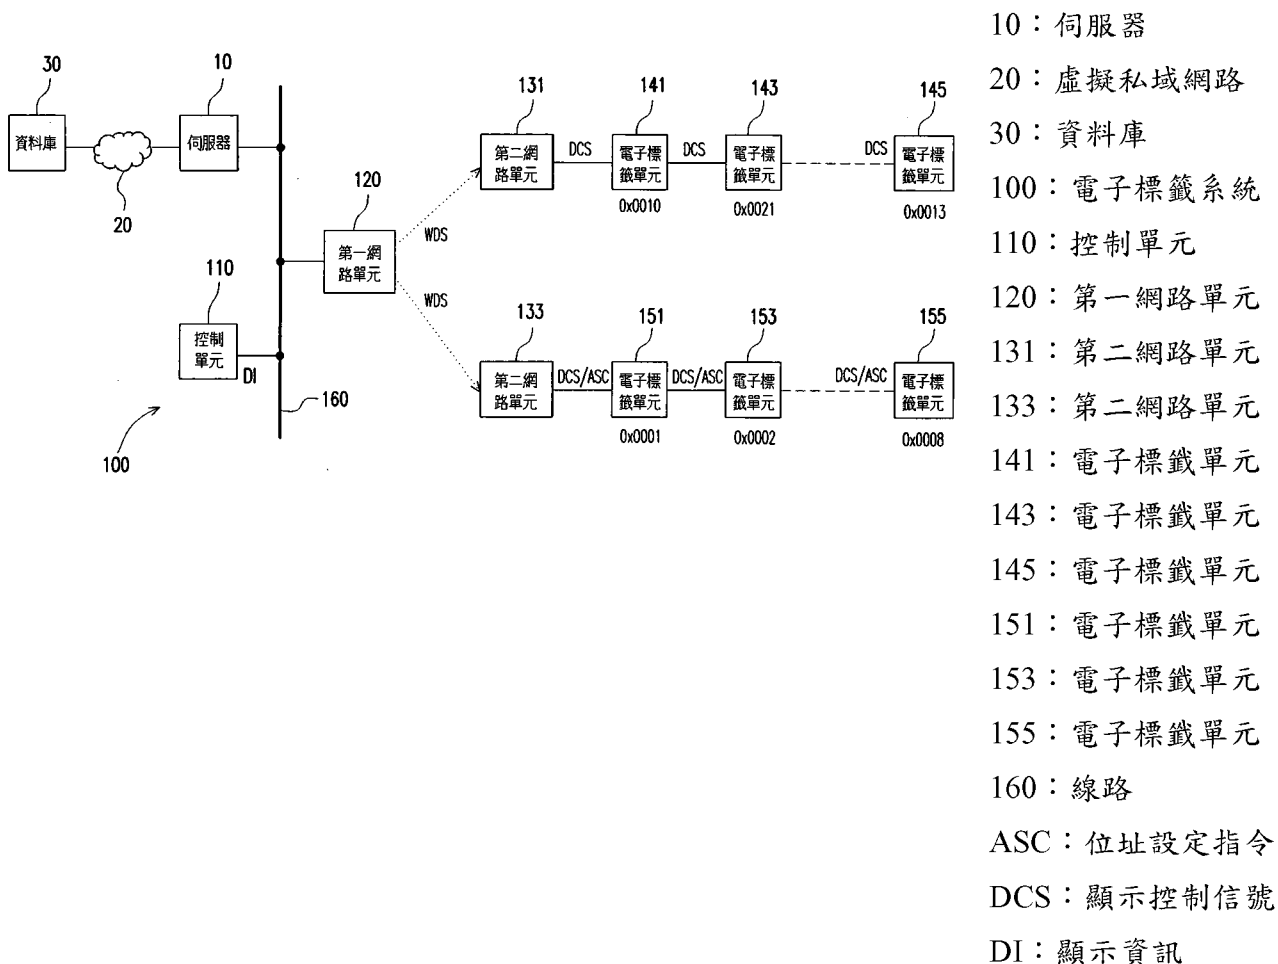 30
10
資料庫
20
伺服器
110
控制
單元
DI
100
160
120
第一網
路單元
WDS
WDS
131
第二網
路單元
DCS
141
電子標
籤單元
0x0010
DCS
143
電子標
籤單元
0x0021
DCS
145
電子標
籤單元
0x0013
133
第二網
路單元
DCS/ASC
151
電子標
籤單元
0x0001
DCS/ASC
153
電子標
籤單元
0x0002
DCS/ASC
155
電子標
籤單元
0x0008
10：伺服器
20：虛擬私域網路
30：資料庫
100：電子標籤系統
110：控制單元
120：第一網路單元
131：第二網路單元
133：第二網路單元
141：電子標籤單元
143：電子標籤單元
145：電子標籤單元
151：電子標籤單元
153：電子標籤單元
155：電子標籤單元
160：線路
ASC：位址設定指令
DCS：顯示控制信號
DI：顯示資訊